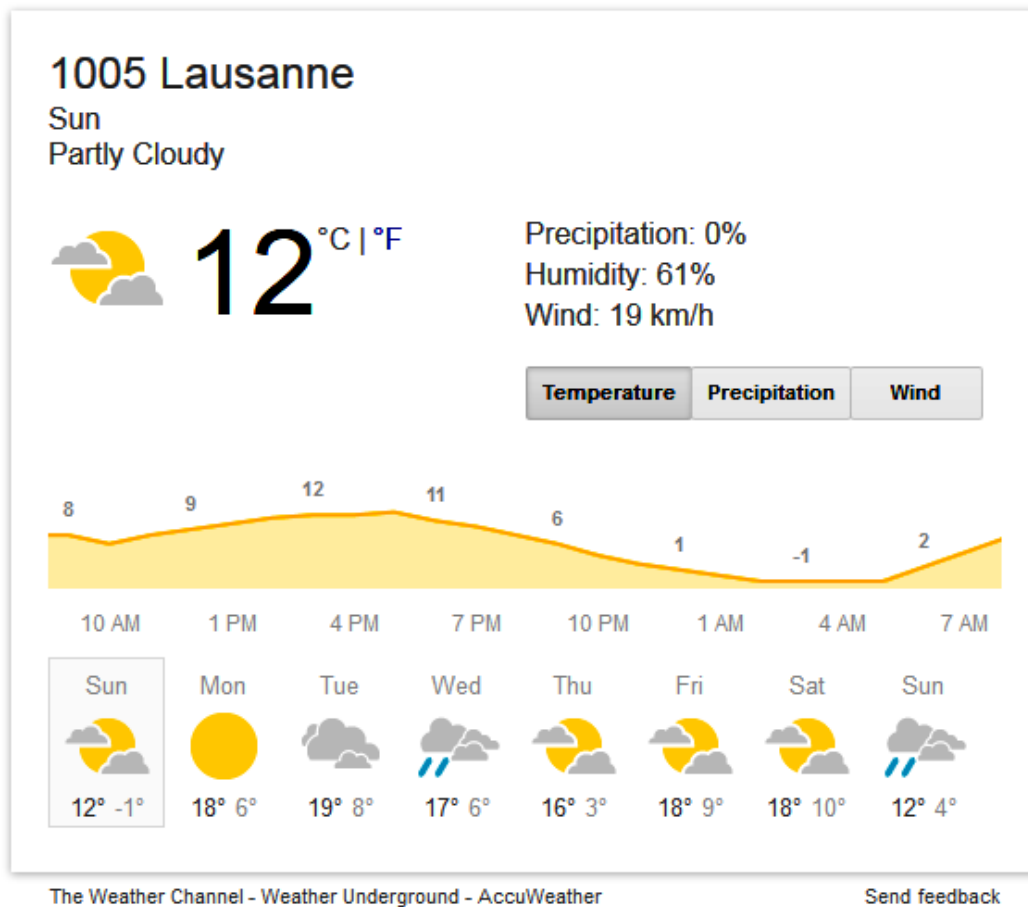 1005 Lausanne
Sun
Partly Cloudy
12 °C | °F
Precipitation: 0%
Humidity: 61%
Wind: 19 km/h
Temperature Precipitation Wind
8 9 12 11 6 1 -1 2
10 AM 1 PM 4 PM 7 PM 10 PM 1 AM 4 AM 7 AM
Sun Mon Tue Wed Thu Fri Sat Sun
12° -1° 18° 6° 19° 8° 17° 6° 16° 3° 18° 9° 18° 10° 12° 4°
The Weather Channel - Weather Underground - AccuWeather Send feedback